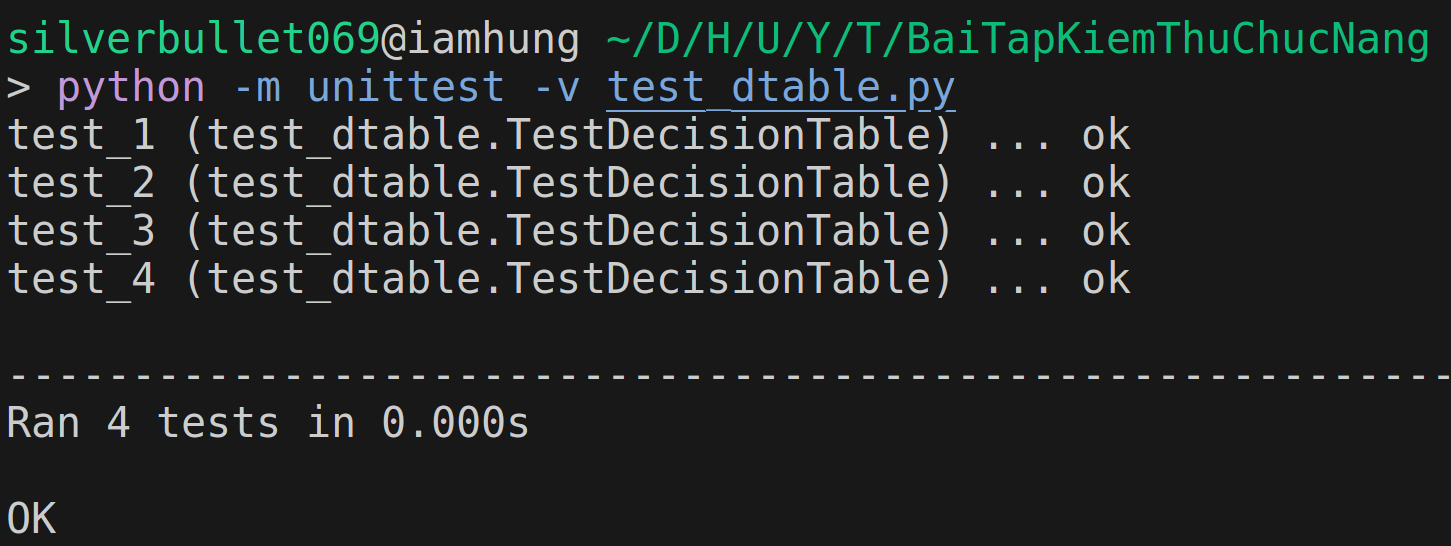 silverbullet069@iamhung ~/D/H/U/Y/T/BaiTapKiemThuChucNang
> python -m unittest -v test_dtable.py
test_1 (test_dtable.TestDecisionTable) ... ok
test_2 (test_dtable.TestDecisionTable) ... ok
test_3 (test_dtable.TestDecisionTable) ... ok
test_4 (test_dtable.TestDecisionTable) ... ok
----------------------------------------------------------
Ran 4 tests in 0.000s
OK